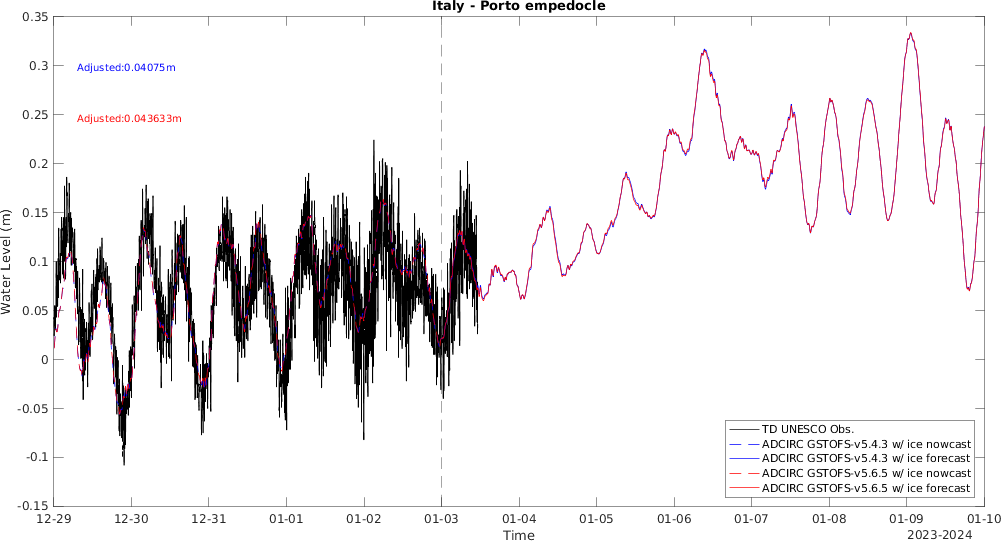 Italy - Porto empedocle
0.35
0.3
0.25
0.2
0.15
0.1
0.05
0
-0.05
-0.1
-0.15
Water Level (m)
Adjusted:0.04075m
Adjusted:0.043633m
TD UNESCO Obs.
ADCIRC GSTOFS-v5.4.3 w/ ice nowcast
ADCIRC GSTOFS-v5.4.3 w/ ice forecast
ADCIRC GSTOFS-v5.6.5 w/ ice nowcast
ADCIRC GSTOFS-v5.6.5 w/ ice forecast
12-29 12-30 12-31 01-01 01-02 01-03 01-04 01-05 01-06 01-07 01-08 01-09 01-10
Time
2023-2024